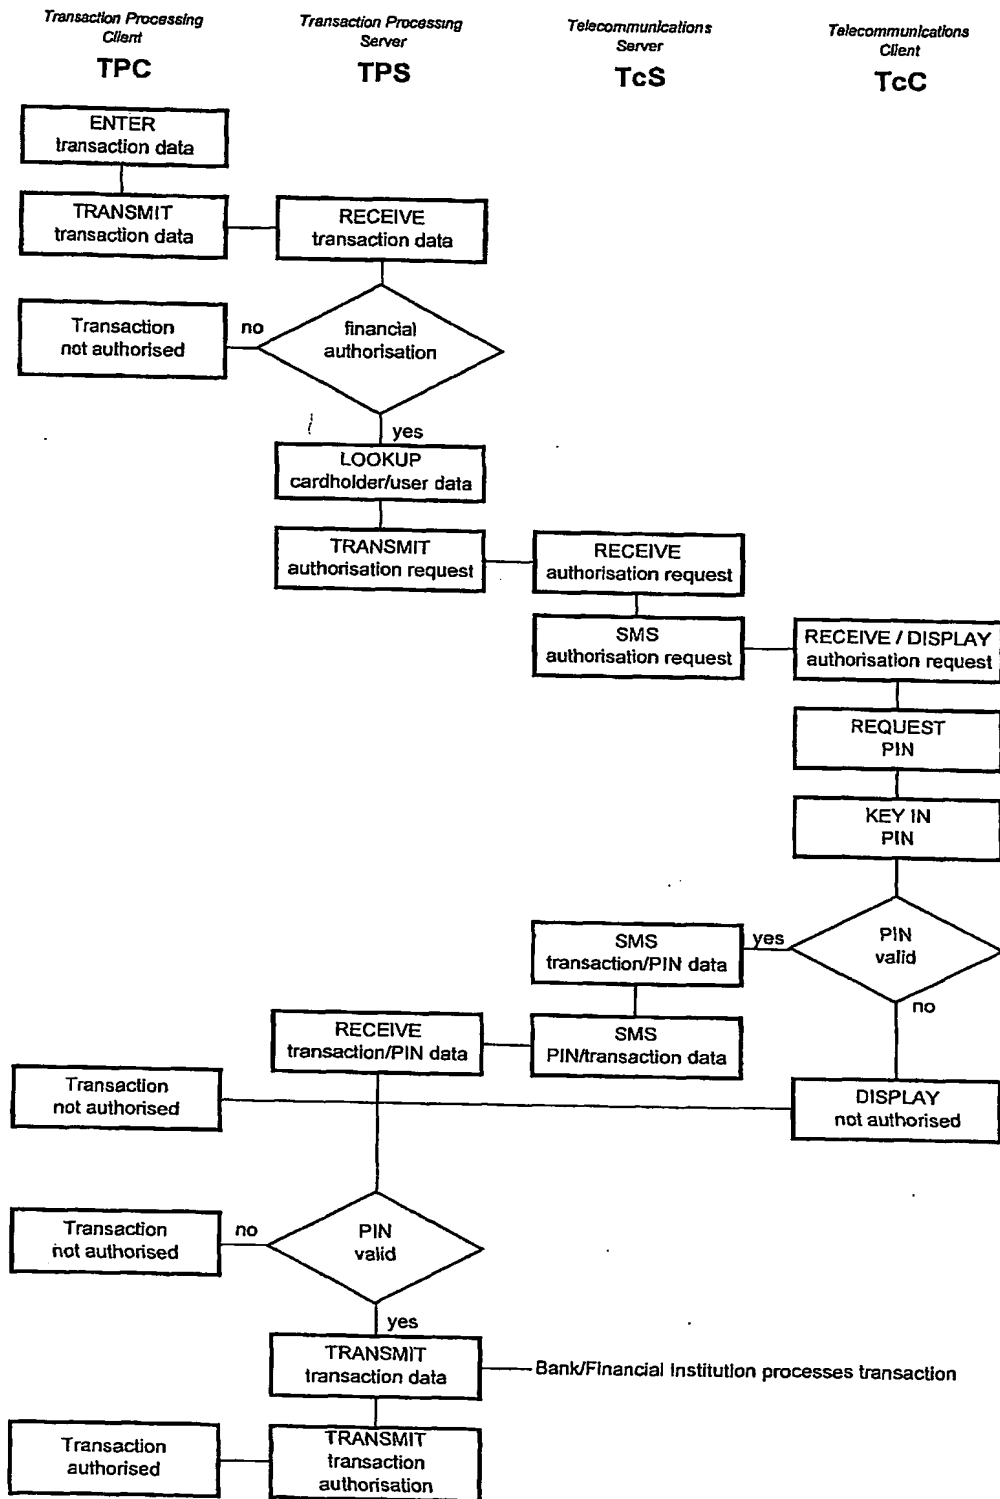 Transaction Processing
Client
TPC
Transaction Processing
Server
TPS
Telecommunications
Server
TcS
Telecommunications
Client
TcC
ENTER
transaction data
TRANSMIT
transaction data
RECEIVE
transaction data
Transaction
not authorised
no
financial
authorisation
yes
LOOKUP
cardholder/user data
TRANSMIT
authorisation request
RECEIVE
authorisation request
SMS
authorisation request
RECEIVE / DISPLAY
authorisation request
REQUEST
PIN
KEY IN
PIN
SMS
transaction/PIN data
yes
PIN
valid
no
RECEIVE
transaction/PIN data
SMS
PIN/transaction data
Transaction
not authorised
DISPLAY
not authorised
Transaction
not authorised
no
PIN
valid
yes
TRANSMIT
transaction data
Bank/Financial Institution processes transaction
Transaction
authorised
TRANSMIT
transaction
authorisation